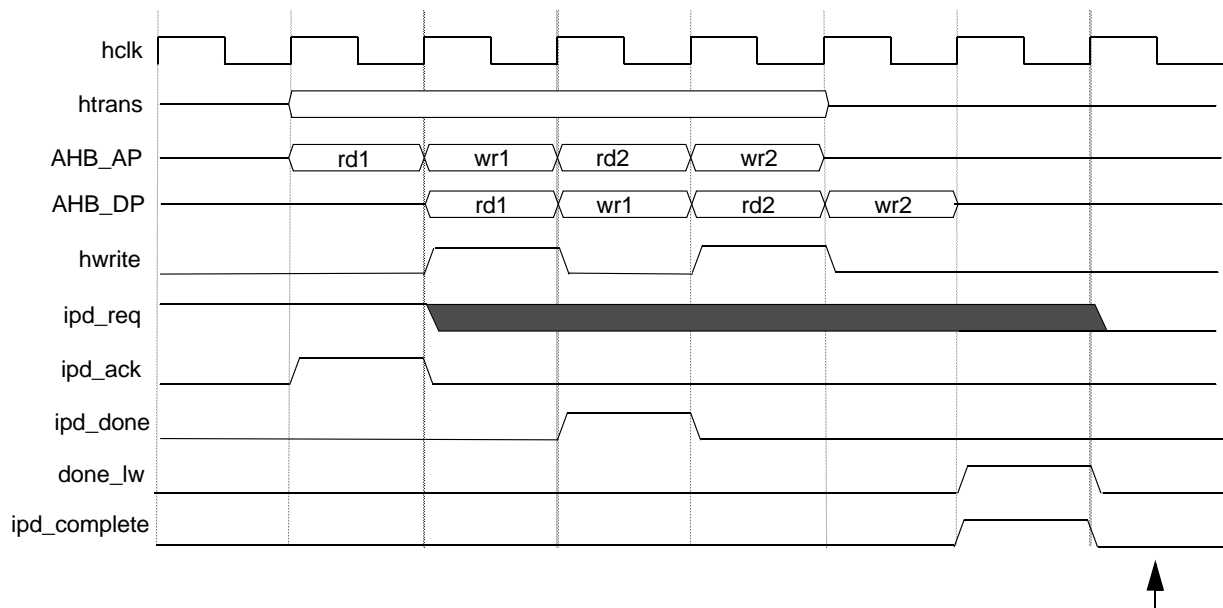 hclk
htrans
AHB_AP rd1 wr1 rd2 wr2
AHB_DP rd1 wr1 rd2 wr2
hwrite
ipd_req
ipd_ack
ipd_done
done_lw
ipd_complete